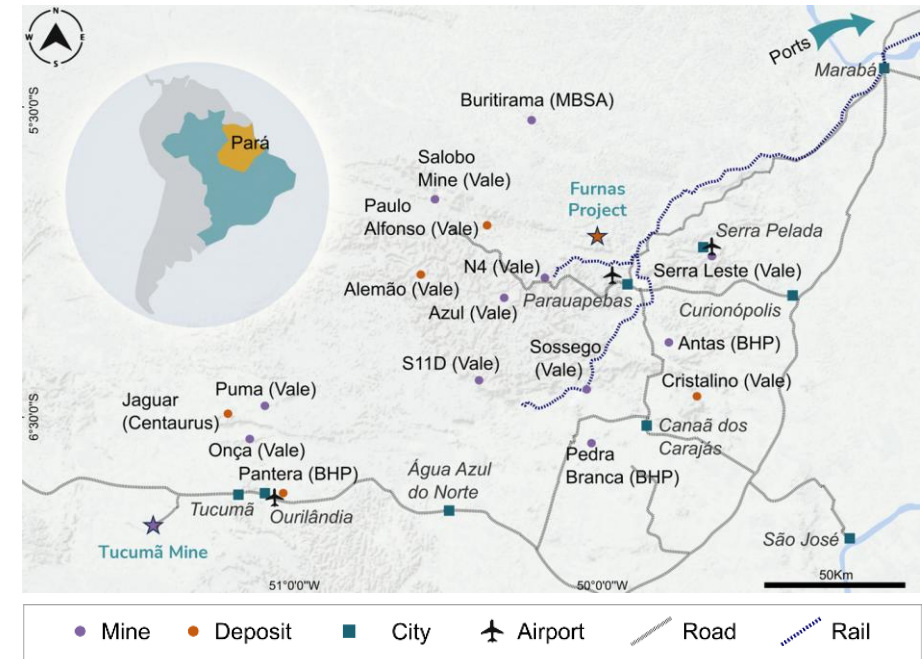 N
W E
S
Ports
Marabá
5°30'0"S
Buritirama (MBSA)
Pará
Salobo
Mine (Vale)
Furnas
Project
Paulo
Alfonso (Vale)
Serra Pelada
N4 (Vale)
Serra Leste (Vale)
Alemão (Vale)
Parauapebas
Azul (Vale)
Curionópolis
Sossego
(Vale)
Antas (BHP)
S11D (Vale)
Cristalino (Vale)
Puma (Vale)
Jaguar
(Centaurus)
6°30'0"S
Canaã dos
Carajás
Onça (Vale)
Pedra
Branca (BHP)
Pantera (BHP)
Água Azul
do Norte
Tucumã
Ourilândia
São José
Tucumã Mine
51°0'0"W
50°0'0"W
50Km
Mine
Deposit
City
Airport
Road
Rail